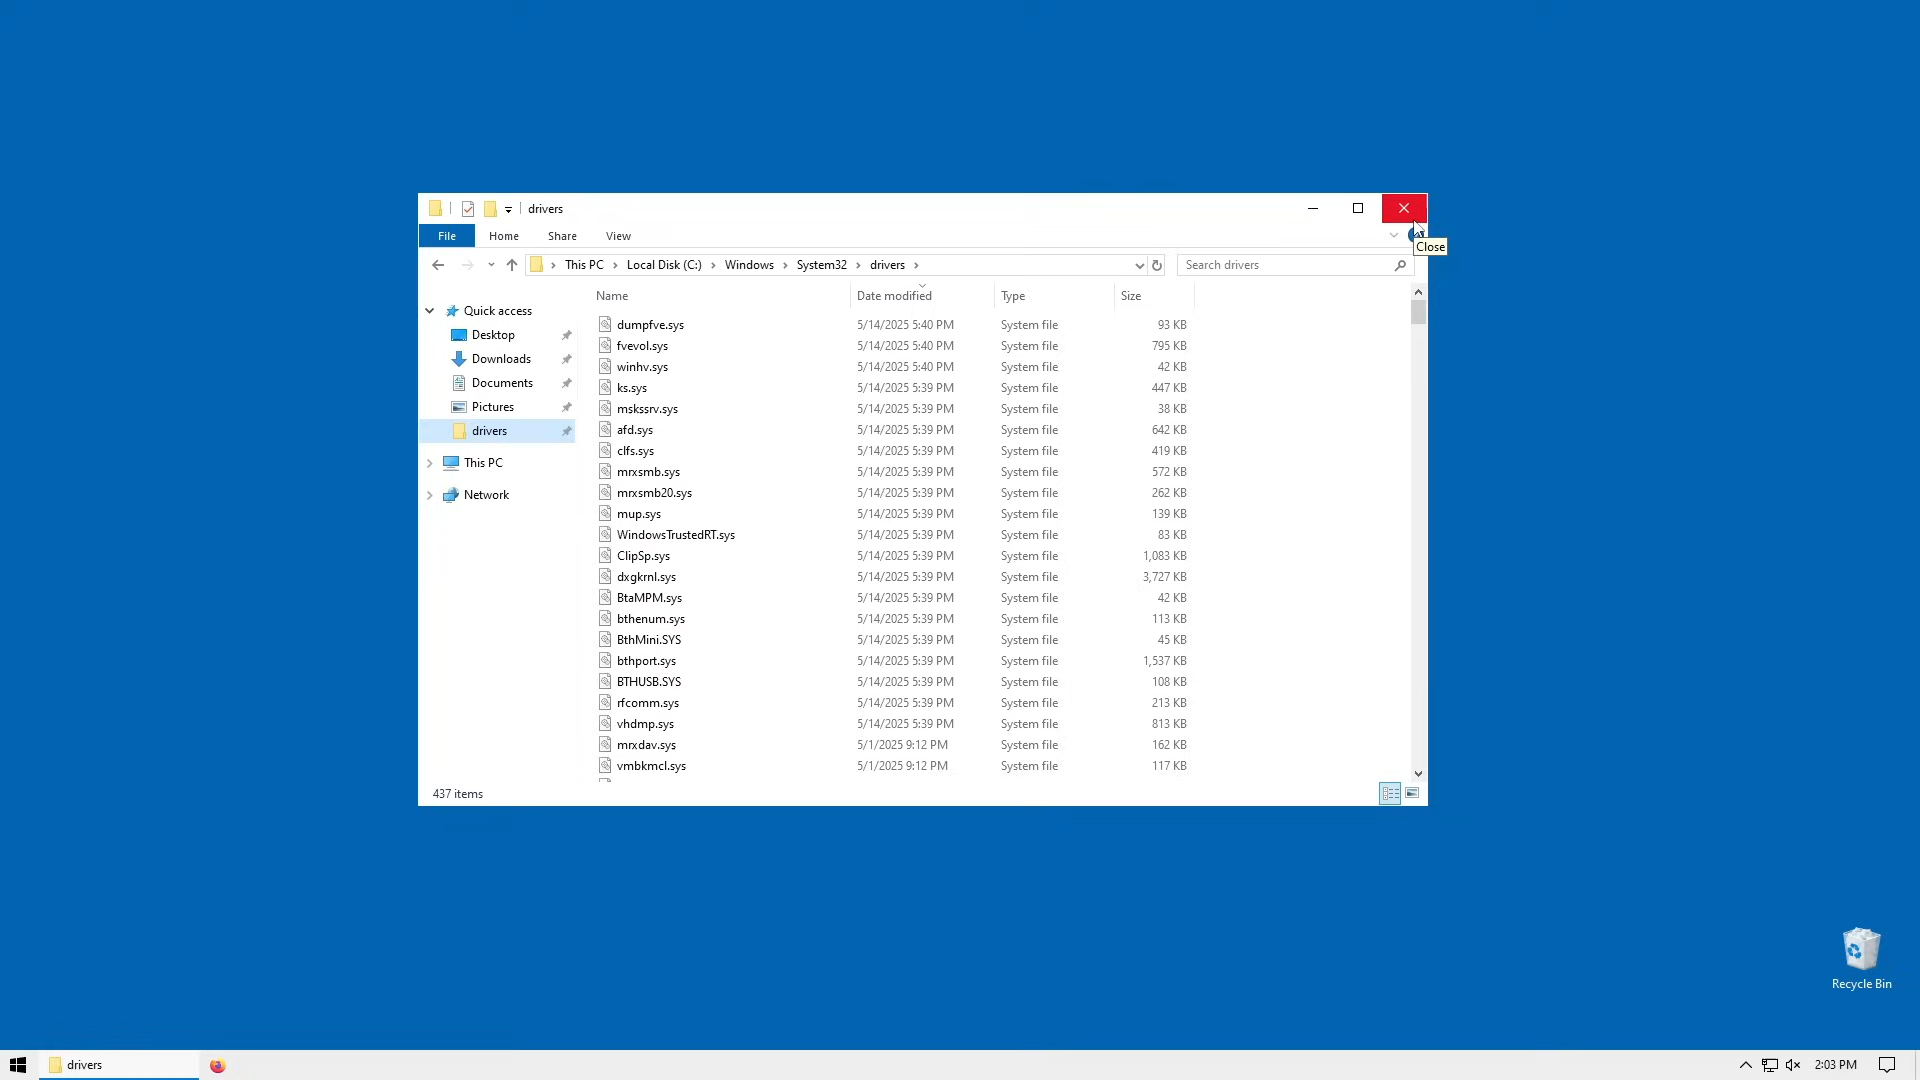 drivers
File Home Share View
Close
This PC Local Disk (C:) Windows System32 drivers
Search drivers
Quick access
Desktop
Downloads
Documents
Pictures
drivers
This PC
Network
Name Date modified Type Size
dumpfve.sys 5/14/2025 5:40 PM System file 93 KB
fvevol.sys 5/14/2025 5:40 PM System file 795 KB
winhv.sys 5/14/2025 5:40 PM System file 42 KB
ks.sys 5/14/2025 5:39 PM System file 447 KB
mskssrv.sys 5/14/2025 5:39 PM System file 38 KB
afd.sys 5/14/2025 5:39 PM System file 642 KB
clfs.sys 5/14/2025 5:39 PM System file 419 KB
mrxsmb.sys 5/14/2025 5:39 PM System file 572 KB
mrxsmb20.sys 5/14/2025 5:39 PM System file 262 KB
mup.sys 5/14/2025 5:39 PM System file 139 KB
WindowsTrustedRT.sys 5/14/2025 5:39 PM System file 83 KB
ClipSp.sys 5/14/2025 5:39 PM System file 1,083 KB
dxgkrnl.sys 5/14/2025 5:39 PM System file 3,727 KB
BtaMPM.sys 5/14/2025 5:39 PM System file 42 KB
bthenum.sys 5/14/2025 5:39 PM System file 113 KB
BthMini.SYS 5/14/2025 5:39 PM System file 45 KB
bthport.sys 5/14/2025 5:39 PM System file 1,537 KB
BTHUSB.SYS 5/14/2025 5:39 PM System file 108 KB
rfcomm.sys 5/14/2025 5:39 PM System file 213 KB
vhdmp.sys 5/14/2025 5:39 PM System file 813 KB
mrxdav.sys 5/1/2025 9:12 PM System file 162 KB
vmbkmcl.sys 5/1/2025 9:12 PM System file 117 KB
437 items
Recycle Bin
drivers
2:03 PM